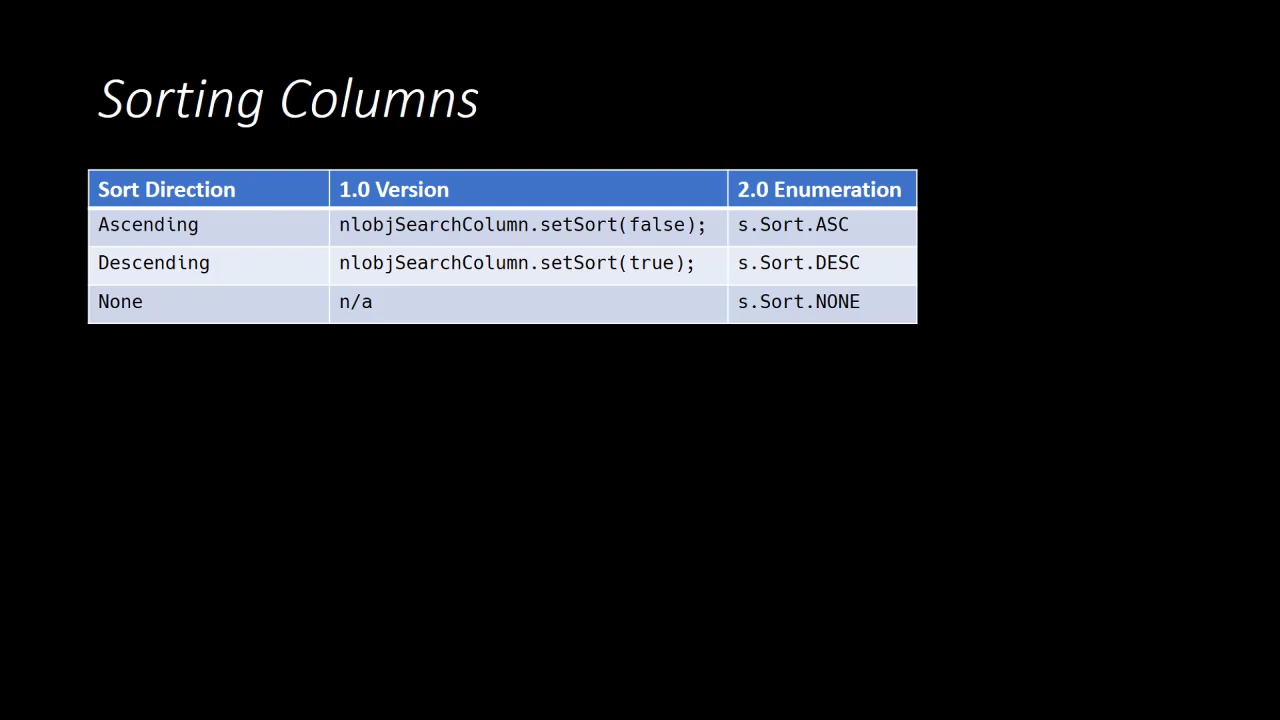 Sorting Columns
Sort Direction 1.0 Version 2.0 Enumeration
Ascending nlobjSearchColumn.setSort(false); s.Sort.ASC
Descending nlobjSearchColumn.setSort(true); s.Sort.DESC
None n/a s.Sort.NONE